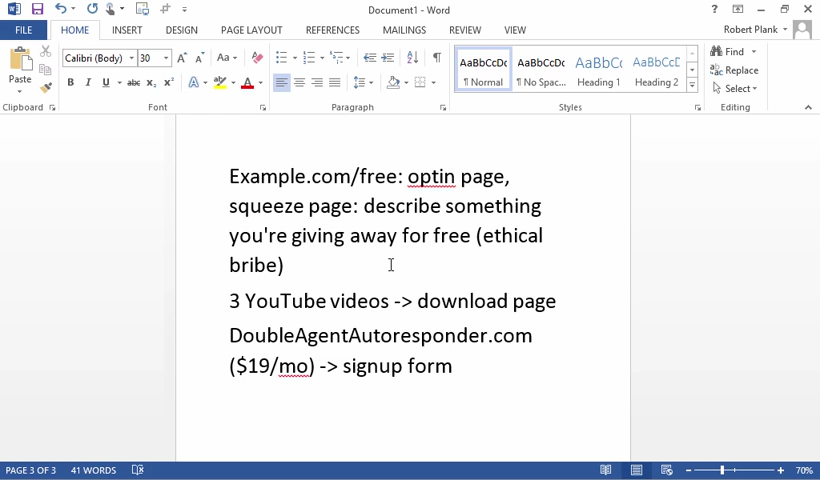 Document1 - Word
FILE HOME INSERT DESIGN PAGE LAYOUT REFERENCES MAILINGS REVIEW VIEW Robert Plank
Paste
Calibri (Body) 30
Clipboard Font Paragraph Styles Editing
AaBbCcDc AaBbCcDc AaBbCc AaBbCcE
¶ Normal ¶ No Spac... Heading 1 Heading 2
Find
Replace
Select
Example.com/free: optin page,
squeeze page: describe something
you're giving away for free (ethical
bribe)
3 YouTube videos -> download page
DoubleAgentAutoresponder.com
($19/mo) -> signup form
PAGE 3 OF 3 41 WORDS 70%